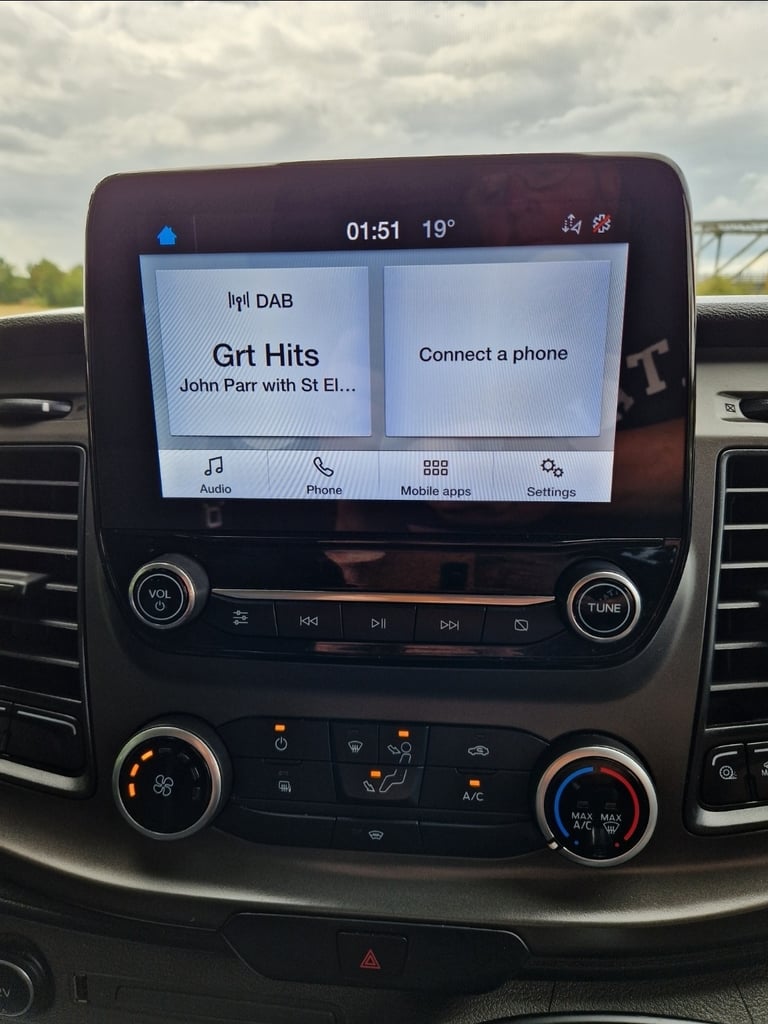 01:51 19°
DAB
Grt Hits
John Parr with St El...
Connect a phone
Audio Phone Mobile apps Settings
VOL
TUNE
A/C
MAX A/C
MAX